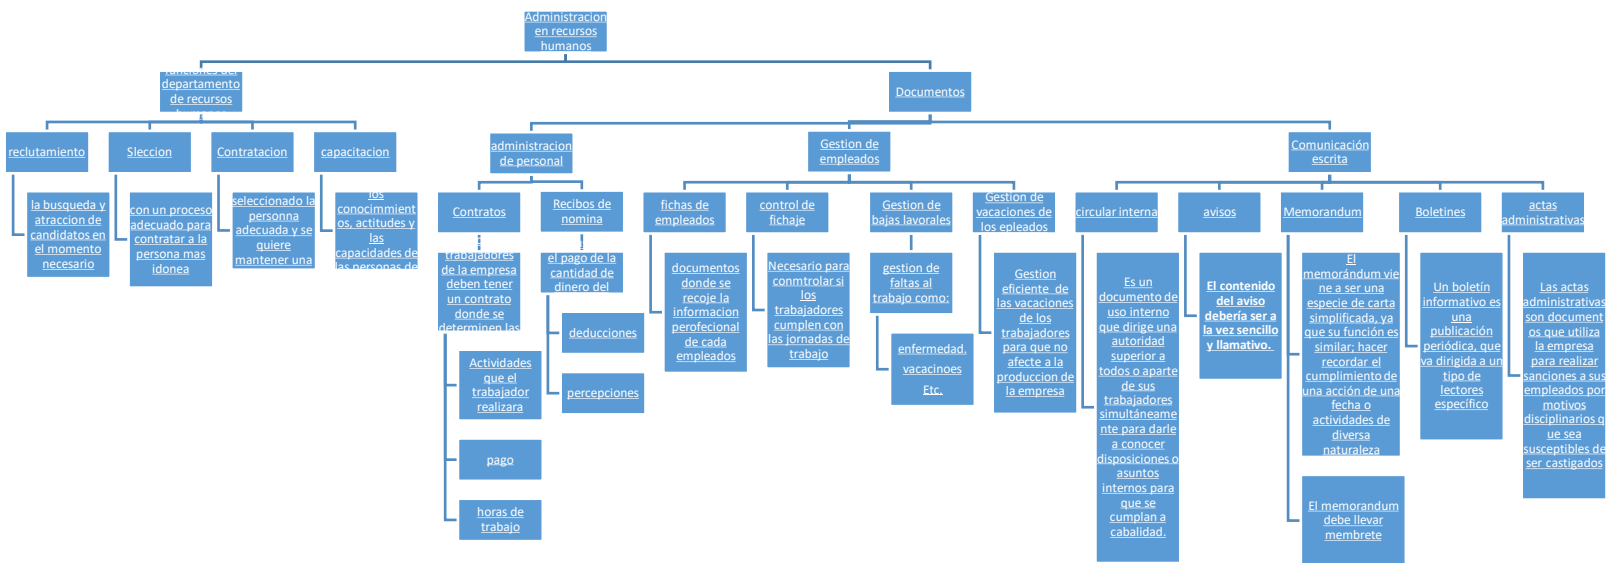 Administracion
en recursos
humanos
funciones del
departamento
de recursos
humanos
Documentos
reclutamiento
Sleccion
Contratacion
capacitacion
la busqueda y
atraccion de
candidatos en
el momento
necesario
con un proceso
adecuado para
contratar a la
persona mas
idonea
seleccionado la
personna
adecuada y se
quiere
mantener una
los
conocimmient
os, actitudes y
las
capacidades de
las personas de
administracion
de personal
Gestion de
empleados
Comunicación
escrita
Contratos
Recibos de
nomina
trabajadores
de la empresa
deben tener
un contrato
donde se
determinen las
Actividades
que el
trabajador
realizara
pago
horas de
trabajo
el pago de la
cantidad de
dinero del
deducciones
percepciones
fichas de
empleados
control de
fichaje
Gestion de
bajas lavorales
Gestion de
vacaciones de
los epleados
documentos
donde se
recoje la
informacion
perofecional
de cada
empleados
Necesario para
conmtrolar si
los
trabajadores
cumplen con
las jornadas de
trabajo
gestion de
faltas al
trabajo como:
enfermedad.
vacacinoes
Etc.
Gestion
eficiente de
las vacaciones
de los
trabajadores
para que no
afecte a la
produccion de
la empresa
circular interna
avisos
Memorandum
Boletines
actas
administrativas
Es un
documento de
uso interno
que dirige una
autoridad
superior a
todos o aparte
de sus
trabajadores
simultáneame
nte para darle
a conocer
disposiciones o
asuntos
internos para
que se
cumplan a
cabalidad.
El contenido
del aviso
debería ser a
la vez sencillo
y llamativo.
El
memorándum vie
ne a ser una
especie de carta
simplificada, ya
que su función es
similar; hacer
recordar el
cumplimiento de
una acción de una
fecha o
actividades de
diversa
naturaleza
El memorandum
debe llevar
membrete
Un boletín
informativo es
una
publicación
periódica, que
va dirigida a un
tipo de
lectores
específico
Las actas
administrativas
son document
os que utiliza
la empresa
para realizar
sanciones a sus
empleados por
motivos
disciplinarios q
ue sea
susceptibles de
ser castigados